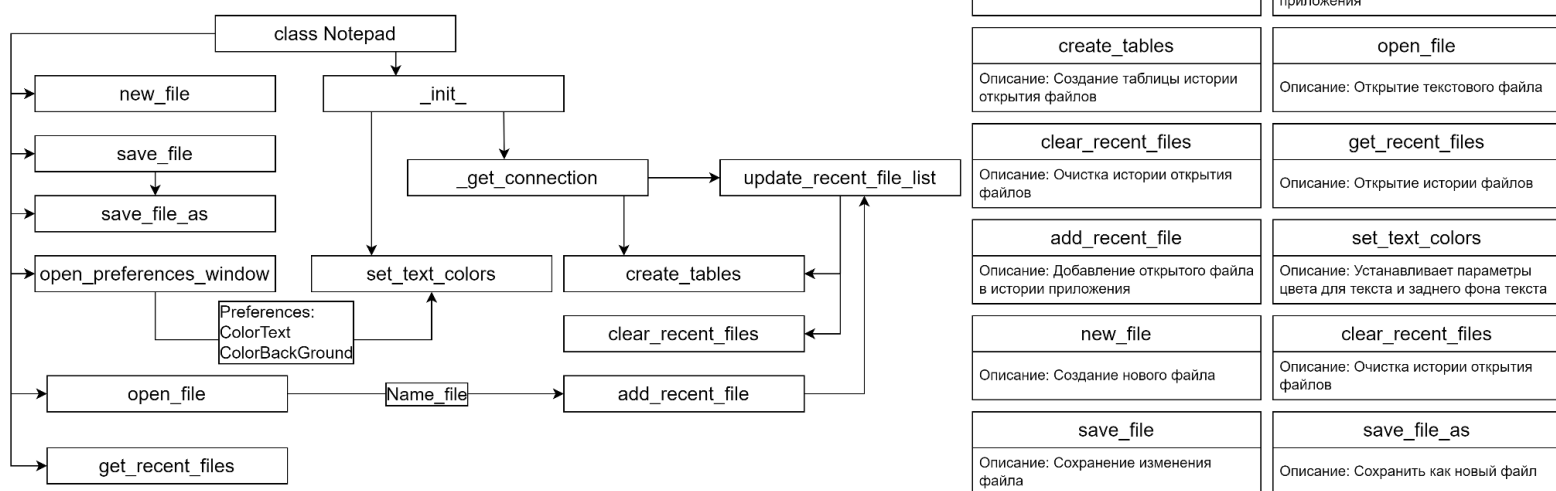 class Notepad
new_file
_init_
save_file
_get_connection
update_recent_file_list
save_file_as
open_preferences_window
set_text_colors
create_tables
Preferences:
ColorText
ColorBackGround
clear_recent_files
open_file
Name_file
add_recent_file
get_recent_files
приложения
create_tables
Описание: Создание таблицы истории
открытия файлов
open_file
Описание: Открытие текстового файла
clear_recent_files
Описание: Очистка истории открытия
файлов
get_recent_files
Описание: Открытие истории файлов
add_recent_file
Описание: Добавление открытого файла
в истории приложения
set_text_colors
Описание: Устанавливает параметры
цвета для текста и заднего фона текста
new_file
Описание: Создание нового файла
clear_recent_files
Описание: Очистка истории открытия
файлов
save_file
Описание: Сохранение изменения
файла
save_file_as
Описание: Сохранить как новый файл